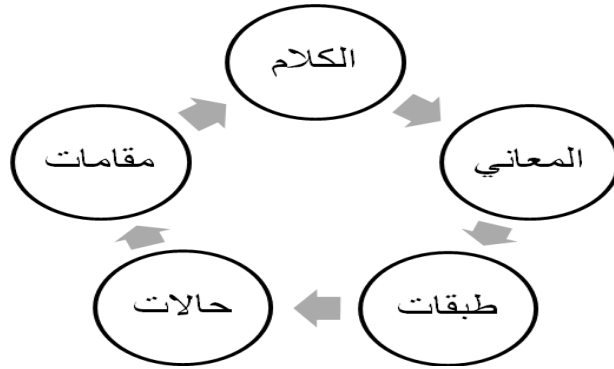 الكلام
المعاني
طبقات
حالات
مقامات